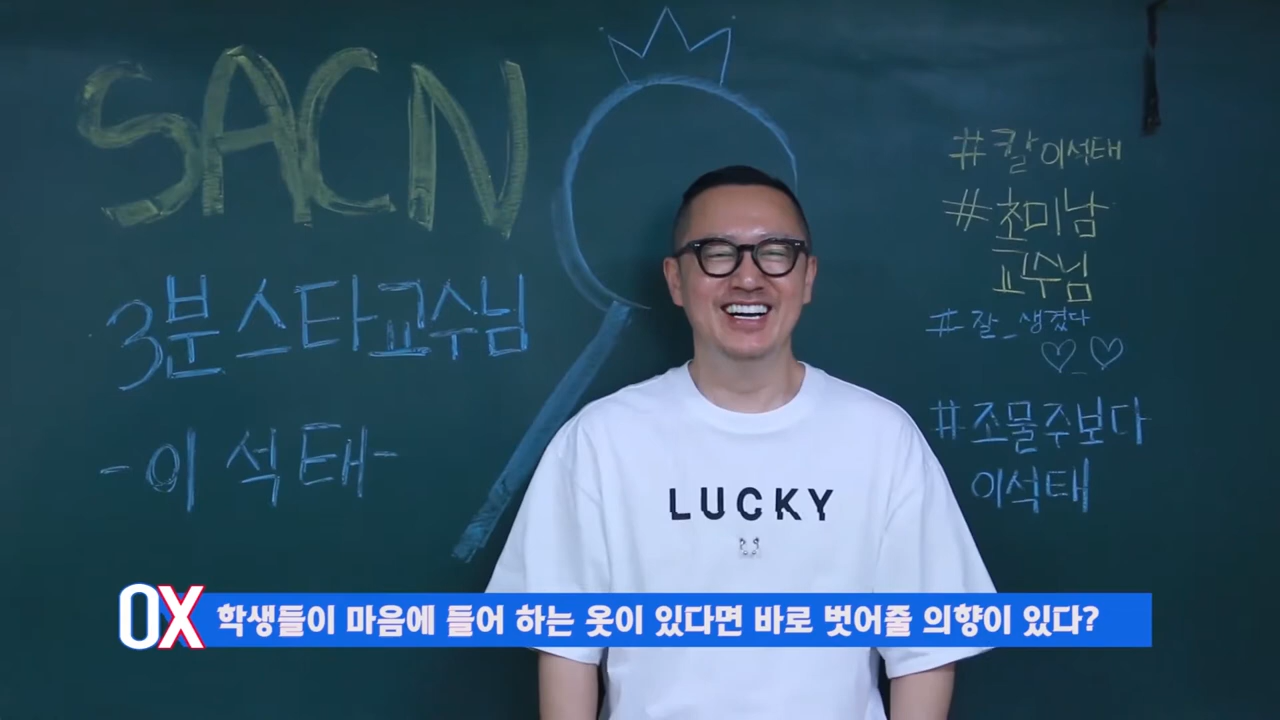 SACN
3분스타교수님
-이석태-
#칼이석태
#초미남
교수님
#잘_생겼다
♡_♡
#조물주보다
이석태
LUCKY
OX 학생들이 마음에 들어 하는 옷이 있다면 바로 벗어줄 의향이 있다?